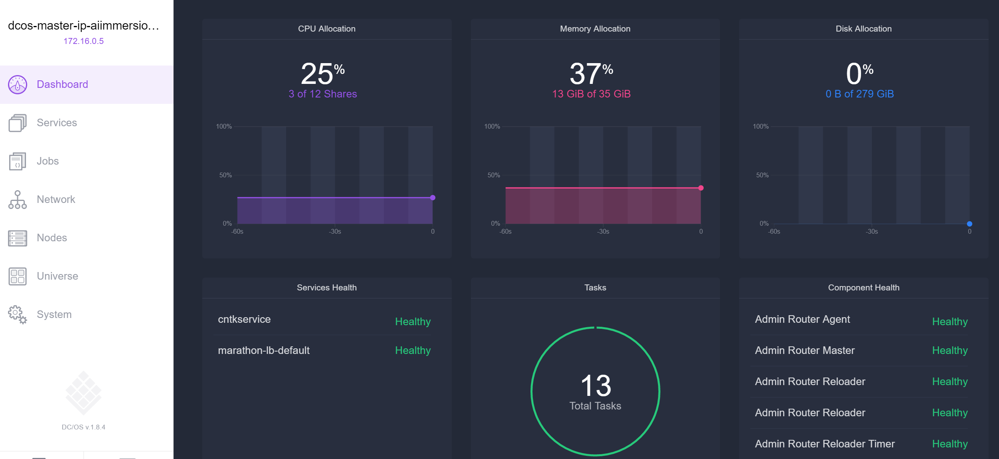 dcos-master-ip-aiimmersio...
172.16.0.5
Dashboard
Services
Jobs
Network
Nodes
Universe
System
DC/OS v.1.8.4
CPU Allocation
25%
3 of 12 Shares
100%
50%
0%
-60s
-30s
0
Memory Allocation
37%
13 GiB of 35 GiB
100%
50%
0%
-60s
-30s
0
Disk Allocation
0%
0 B of 279 GiB
100%
50%
0%
-60s
-30s
0
Services Health
cntkservice Healthy
marathon-lb-default Healthy
Tasks
13
Total Tasks
Component Health
Admin Router Agent Healthy
Admin Router Master Healthy
Admin Router Reloader Healthy
Admin Router Reloader Healthy
Admin Router Reloader Timer Healthy